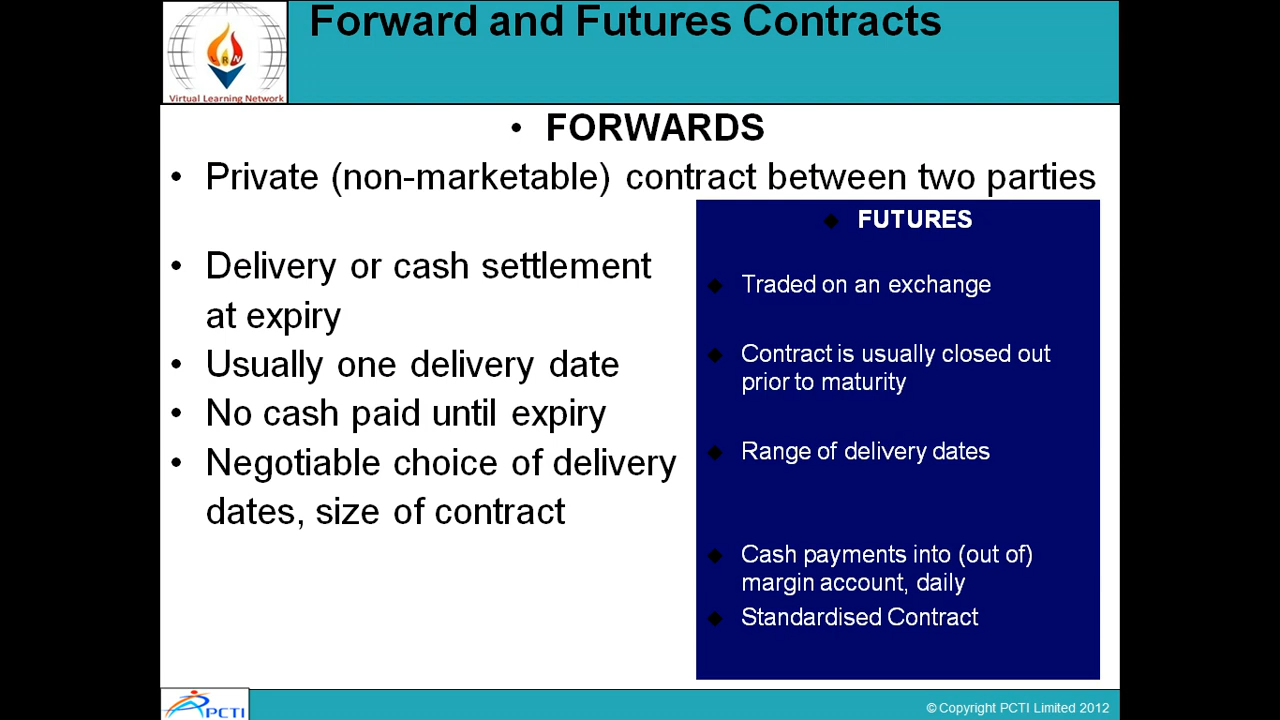 Forward and Futures Contracts
LRN
Virtual Learning Network
• FORWARDS
• Private (non-marketable) contract between two parties
• Delivery or cash settlement
at expiry
• Usually one delivery date
• No cash paid until expiry
• Negotiable choice of delivery
dates, size of contract
◆ FUTURES
◆ Traded on an exchange
◆ Contract is usually closed out
prior to maturity
◆ Range of delivery dates
◆ Cash payments into (out of)
margin account, daily
◆ Standardised Contract
PCTI
© Copyright PCTI Limited 2012